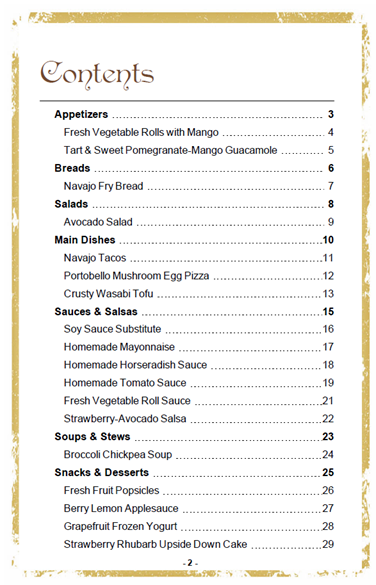 Contents
Appetizers ........................................................ 3
Fresh Vegetable Rolls with Mango ........................... 4
Tart & Sweet Pomegranate-Mango Guacamole ........... 5
Breads ............................................................. 6
Navajo Fry Bread ............................................... 7
Salads .............................................................. 8
Avocado Salad ................................................... 9
Main Dishes ..................................................... 10
Navajo Tacos .................................................... 11
Portobello Mushroom Egg Pizza ............................ 12
Crusty Wasabi Tofu ............................................ 13
Sauces & Salsas ................................................ 15
Soy Sauce Substitute .......................................... 16
Homemade Mayonnaise ....................................... 17
Homemade Horseradish Sauce .............................. 18
Homemade Tomato Sauce .................................... 19
Fresh Vegetable Roll Sauce .................................. 21
Strawberry-Avocado Salsa .................................... 22
Soups & Stews .................................................. 23
Broccoli Chickpea Soup ....................................... 24
Snacks & Desserts .............................................. 25
Fresh Fruit Popsicles ........................................... 26
Berry Lemon Applesauce ...................................... 27
Grapefruit Frozen Yogurt ...................................... 28
Strawberry Rhubarb Upside Down Cake .................. 29
- 2 -